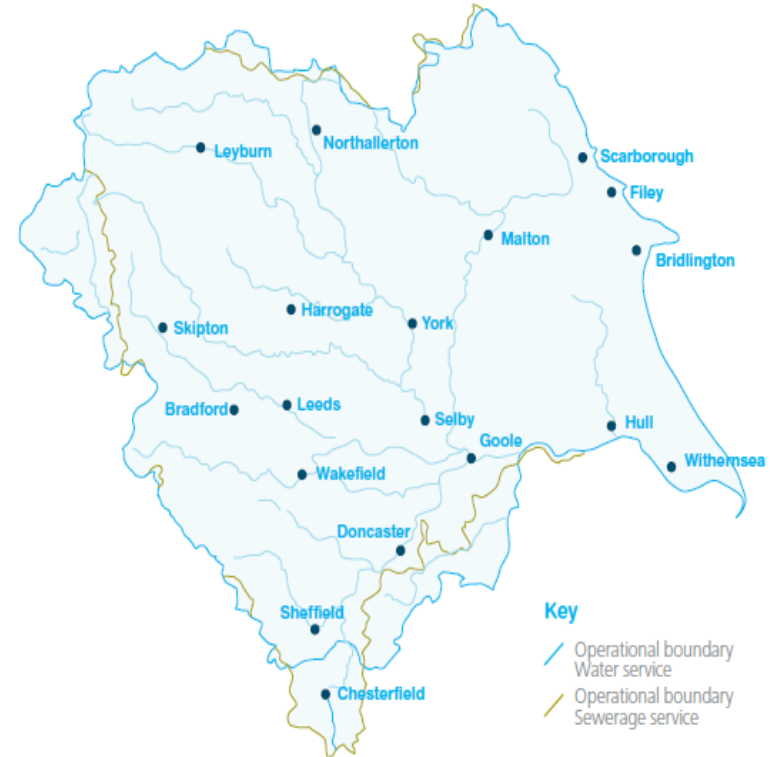 Northallerton
Leyburn
Scarborough
Filey
Malton
Bridlington
Harrogate
York
Skipton
Leeds
Bradford
Selby
Hull
Goole
Withernsea
Wakefield
Doncaster
Sheffield
Key
Operational boundary
Water service
Chesterfield
Operational boundary
Sewerage service